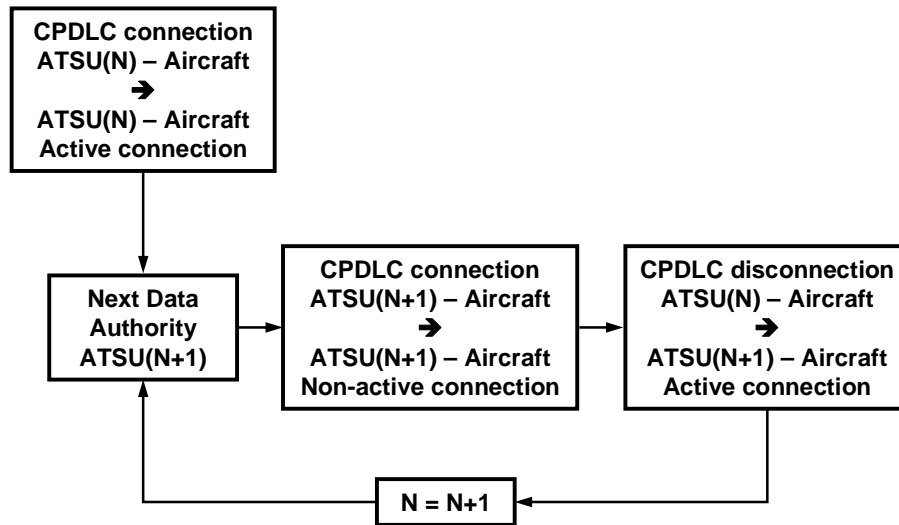 CPDLC connection
ATSU(N) – Aircraft
➔
ATSU(N) – Aircraft
Active connection
Next Data
Authority
ATSU(N+1)
CPDLC connection
ATSU(N+1) – Aircraft
➔
ATSU(N+1) – Aircraft
Non-active connection
CPDLC disconnection
ATSU(N) – Aircraft
➔
ATSU(N+1) – Aircraft
Active connection
N = N+1